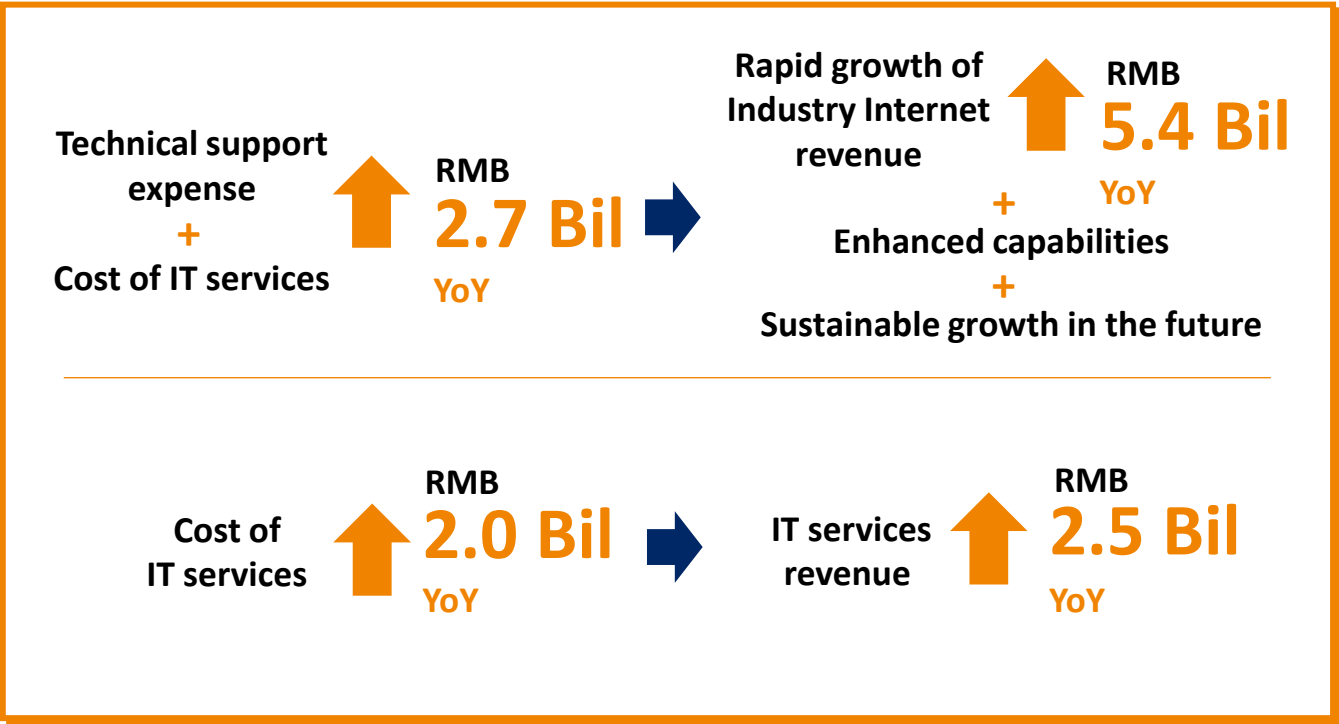 Technical support
expense
+
Cost of IT services
RMB
2.7 Bil
YoY
Rapid growth of
Industry Internet
revenue
RMB
5.4 Bil
YoY
+
Enhanced capabilities
+
Sustainable growth in the future
Cost of
IT services
RMB
2.0 Bil
YoY
IT services
revenue
RMB
2.5 Bil
YoY